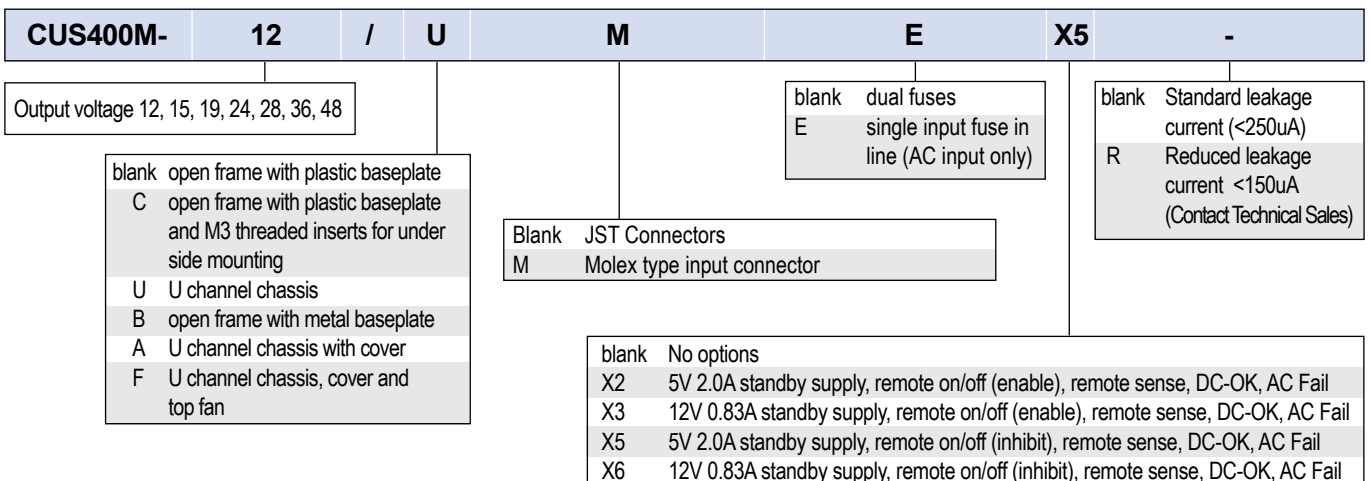 CUS400M- 12 / U M E X5 -
Output voltage 12, 15, 19, 24, 28, 36, 48
blank open frame with plastic baseplate
C open frame with plastic baseplate
and M3 threaded inserts for under
side mounting
U U channel chassis
B open frame with metal baseplate
A U channel chassis with cover
F U channel chassis, cover and
top fan
Blank JST Connectors
M Molex type input connector
blank dual fuses
E single input fuse in
line (AC input only)
blank Standard leakage
current (<250uA)
R Reduced leakage
current <150uA
(Contact Technical Sales)
blank No options
X2 5V 2.0A standby supply, remote on/off (enable), remote sense, DC-OK, AC Fail
X3 12V 0.83A standby supply, remote on/off (enable), remote sense, DC-OK, AC Fail
X5 5V 2.0A standby supply, remote on/off (inhibit), remote sense, DC-OK, AC Fail
X6 12V 0.83A standby supply, remote on/off (inhibit), remote sense, DC-OK, AC Fail